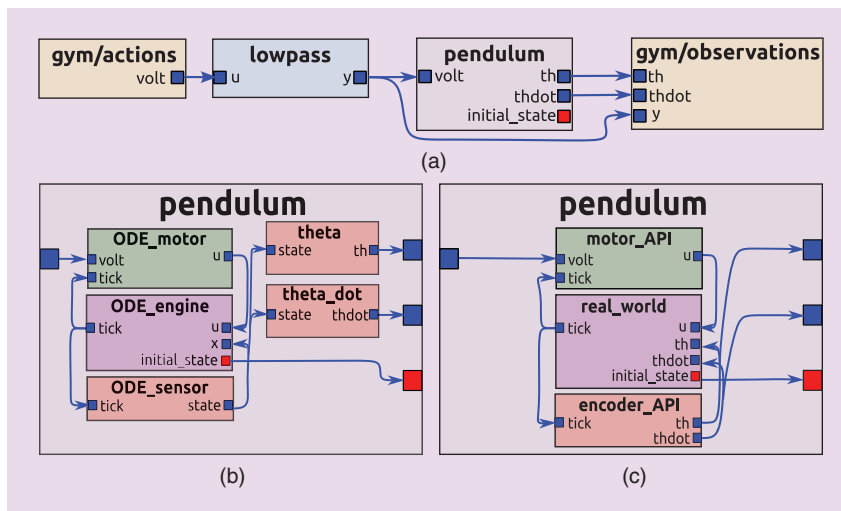 gym/actions
volt
lowpass
u
y
pendulum
volt
th
thdot
initial_state
gym/observations
th
thdot
y
(a)
pendulum
ODE_motor
volt
tick
u
ODE_engine
tick
u
x
initial_state
ODE_sensor
tick
state
theta
state
th
theta_dot
state
thdot
(b)
pendulum
motor_API
volt
tick
u
real_world
tick
u
th
thdot
initial_state
encoder_API
tick
th
thdot
(c)